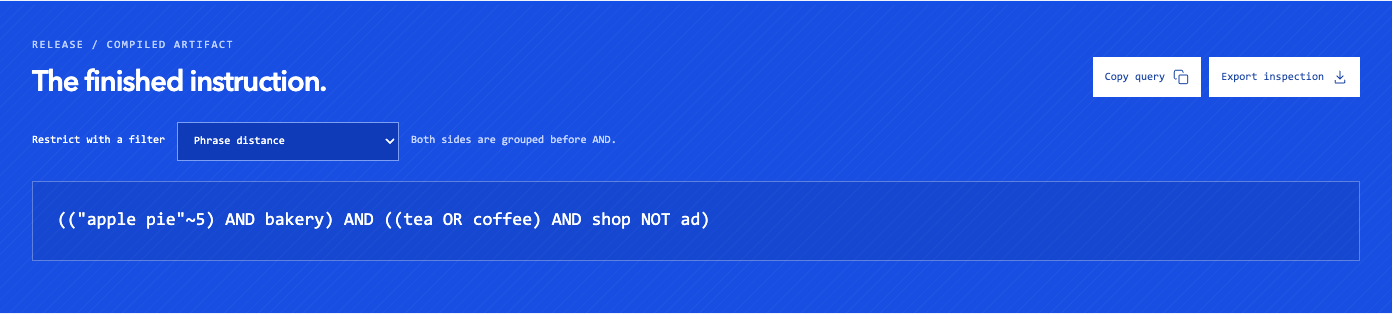 RELEASE / COMPILED ARTIFACT
The finished instruction.
Copy query
Export inspection
Restrict with a filter
Phrase distance
Both sides are grouped before AND.
(("apple pie"~5) AND bakery) AND ((tea OR coffee) AND shop NOT ad)